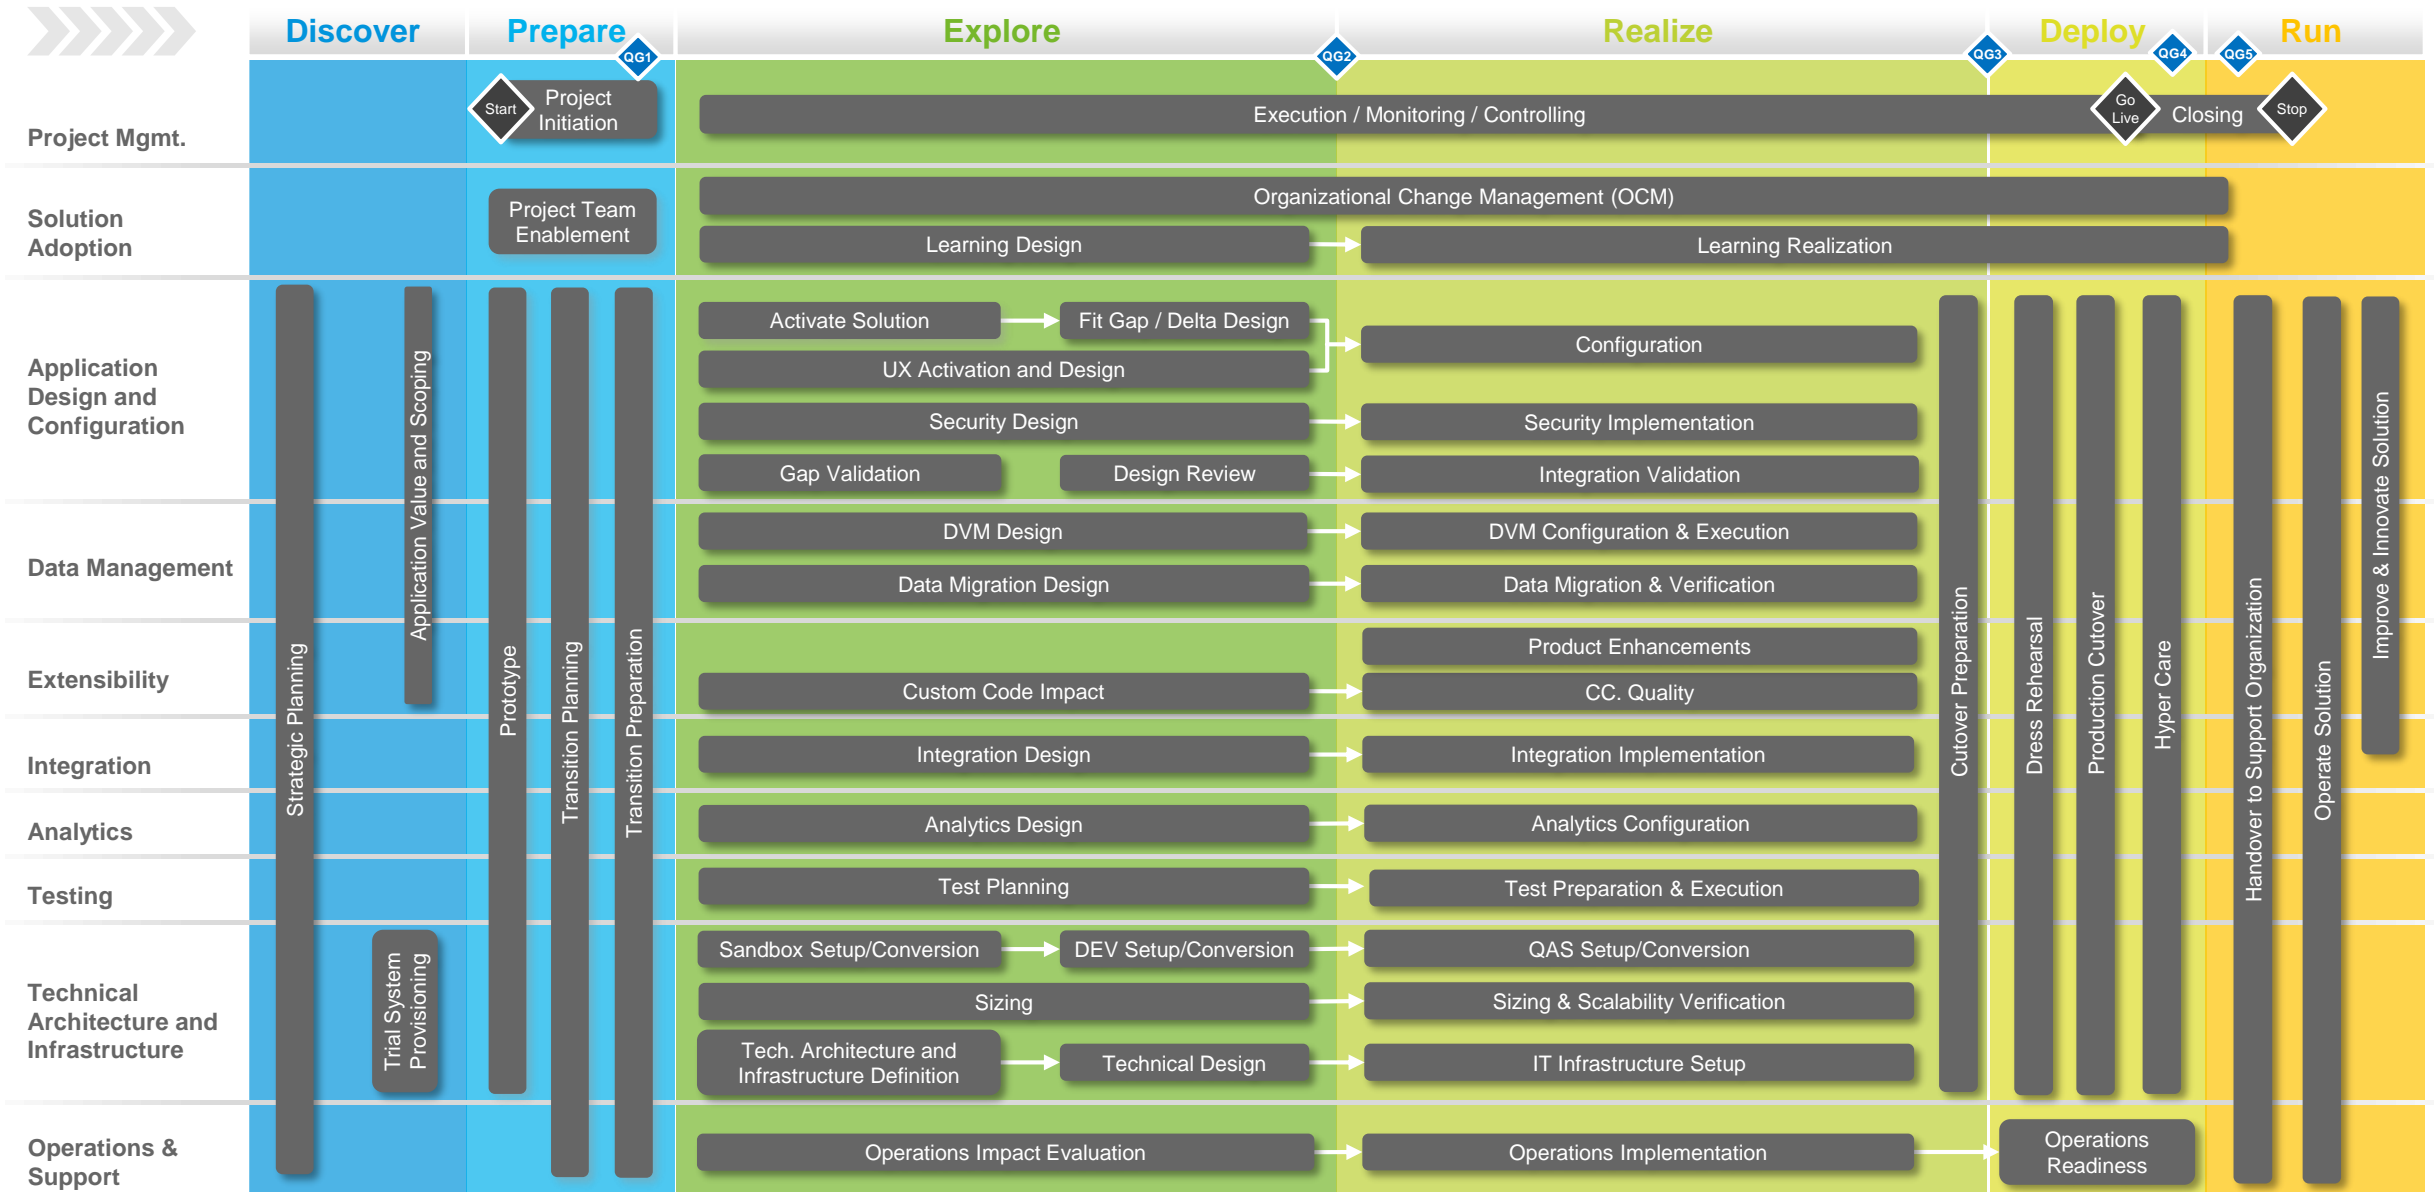 Discover
Prepare
Explore
Realize
Deploy
Run
QG1
QG2
QG3
QG4
QG5
Project Mgmt.
Start
Project
Initiation
Execution / Monitoring / Controlling
Go
Live
Closing
Stop
Solution
Adoption
Project Team
Enablement
Organizational Change Management (OCM)
Learning Design
Learning Realization
Application
Design and
Configuration
Strategic Planning
Application Value and Scoping
Prototype
Transition Planning
Transition Preparation
Activate Solution
Fit Gap / Delta Design
UX Activation and Design
Configuration
Security Design
Security Implementation
Gap Validation
Design Review
Integration Validation
Cutover Preparation
Dress Rehearsal
Production Cutover
Hyper Care
Handover to Support Organization
Operate Solution
Improve & Innovate Solution
Data Management
DVM Design
DVM Configuration & Execution
Data Migration Design
Data Migration & Verification
Extensibility
Product Enhancements
Custom Code Impact
CC. Quality
Integration
Integration Design
Integration Implementation
Analytics
Analytics Design
Analytics Configuration
Testing
Test Planning
Test Preparation & Execution
Technical
Architecture and
Infrastructure
Trial System
Provisioning
Sandbox Setup/Conversion
DEV Setup/Conversion
QAS Setup/Conversion
Sizing
Sizing & Scalability Verification
Tech. Architecture and
Infrastructure Definition
Technical Design
IT Infrastructure Setup
Operations &
Support
Operations Impact Evaluation
Operations Implementation
Operations
Readiness